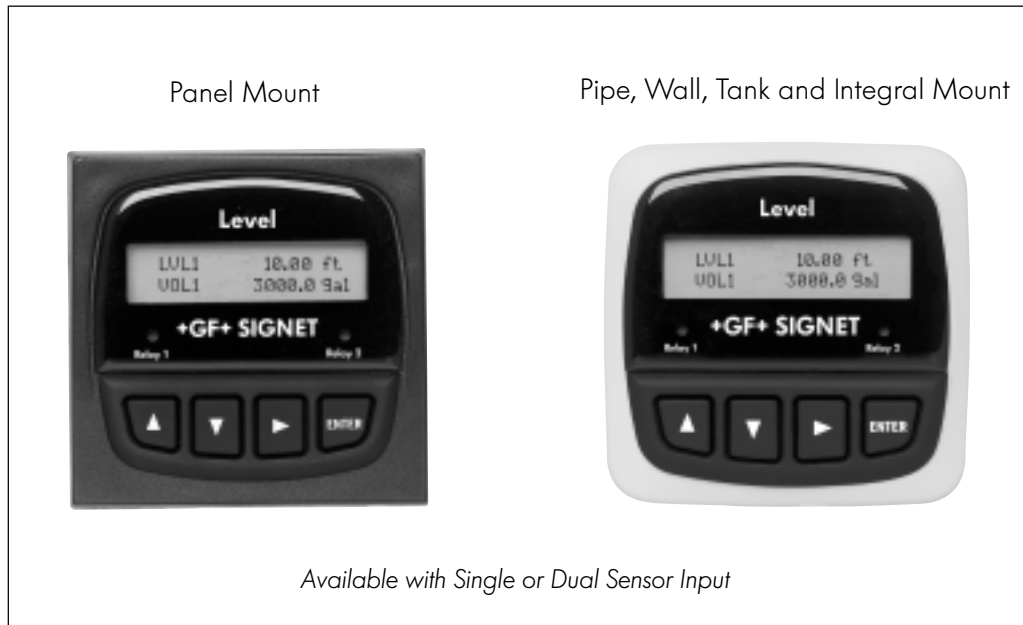 Panel Mount
Pipe, Wall, Tank and Integral Mount
Level
LVL1 10.00 ft
VOL1 3000.0 gal
+GF+ SIGNET
Relay 1 Relay 2
ENTER
Level
LVL1 10.00 ft
VOL1 3000.0 gal
+GF+ SIGNET
Relay 1 Relay 2
ENTER
Available with Single or Dual Sensor Input